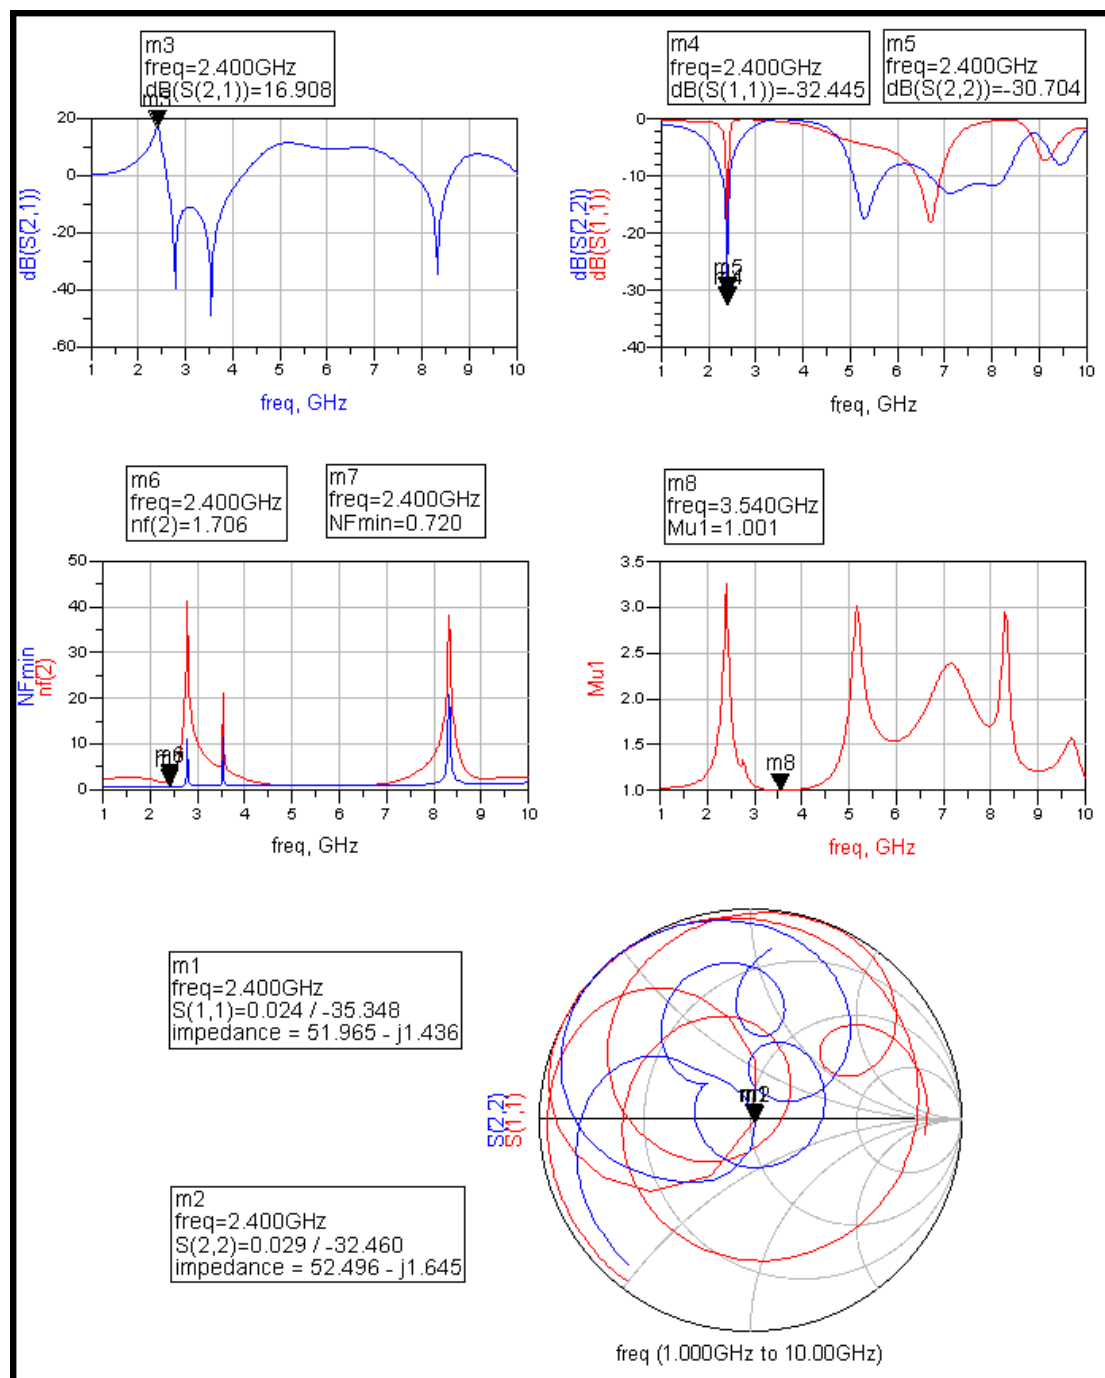 m3
freq=2.400GHz
dB(S(2,1))=16.908
m3
20
0
-20
-40
-60
1 2 3 4 5 6 7 8 9 10
dB(S(2,1))
freq, GHz
m4
freq=2.400GHz
dB(S(1,1))=-32.445
m5
freq=2.400GHz
dB(S(2,2))=-30.704
0
-10
-20
-30
-40
m5
m4
1 2 3 4 5 6 7 8 9 10
dB(S(2,2))
dB(S(1,1))
freq, GHz
m6
freq=2.400GHz
nf(2)=1.706
m7
freq=2.400GHz
NFmin=0.720
50
40
30
20
10
0
m6
1 2 3 4 5 6 7 8 9 10
NFmin
nf(2)
freq, GHz
m8
freq=3.540GHz
Mu1=1.001
3.5
3.0
2.5
2.0
1.5
1.0
m8
1 2 3 4 5 6 7 8 9 10
Mu1
freq, GHz
m1
freq=2.400GHz
S(1,1)=0.024 / -35.348
impedance = 51.965 - j1.436
m2
freq=2.400GHz
S(2,2)=0.029 / -32.460
impedance = 52.496 - j1.645
S(2,2)
S(1,1)
m2
freq (1.000GHz to 10.00GHz)